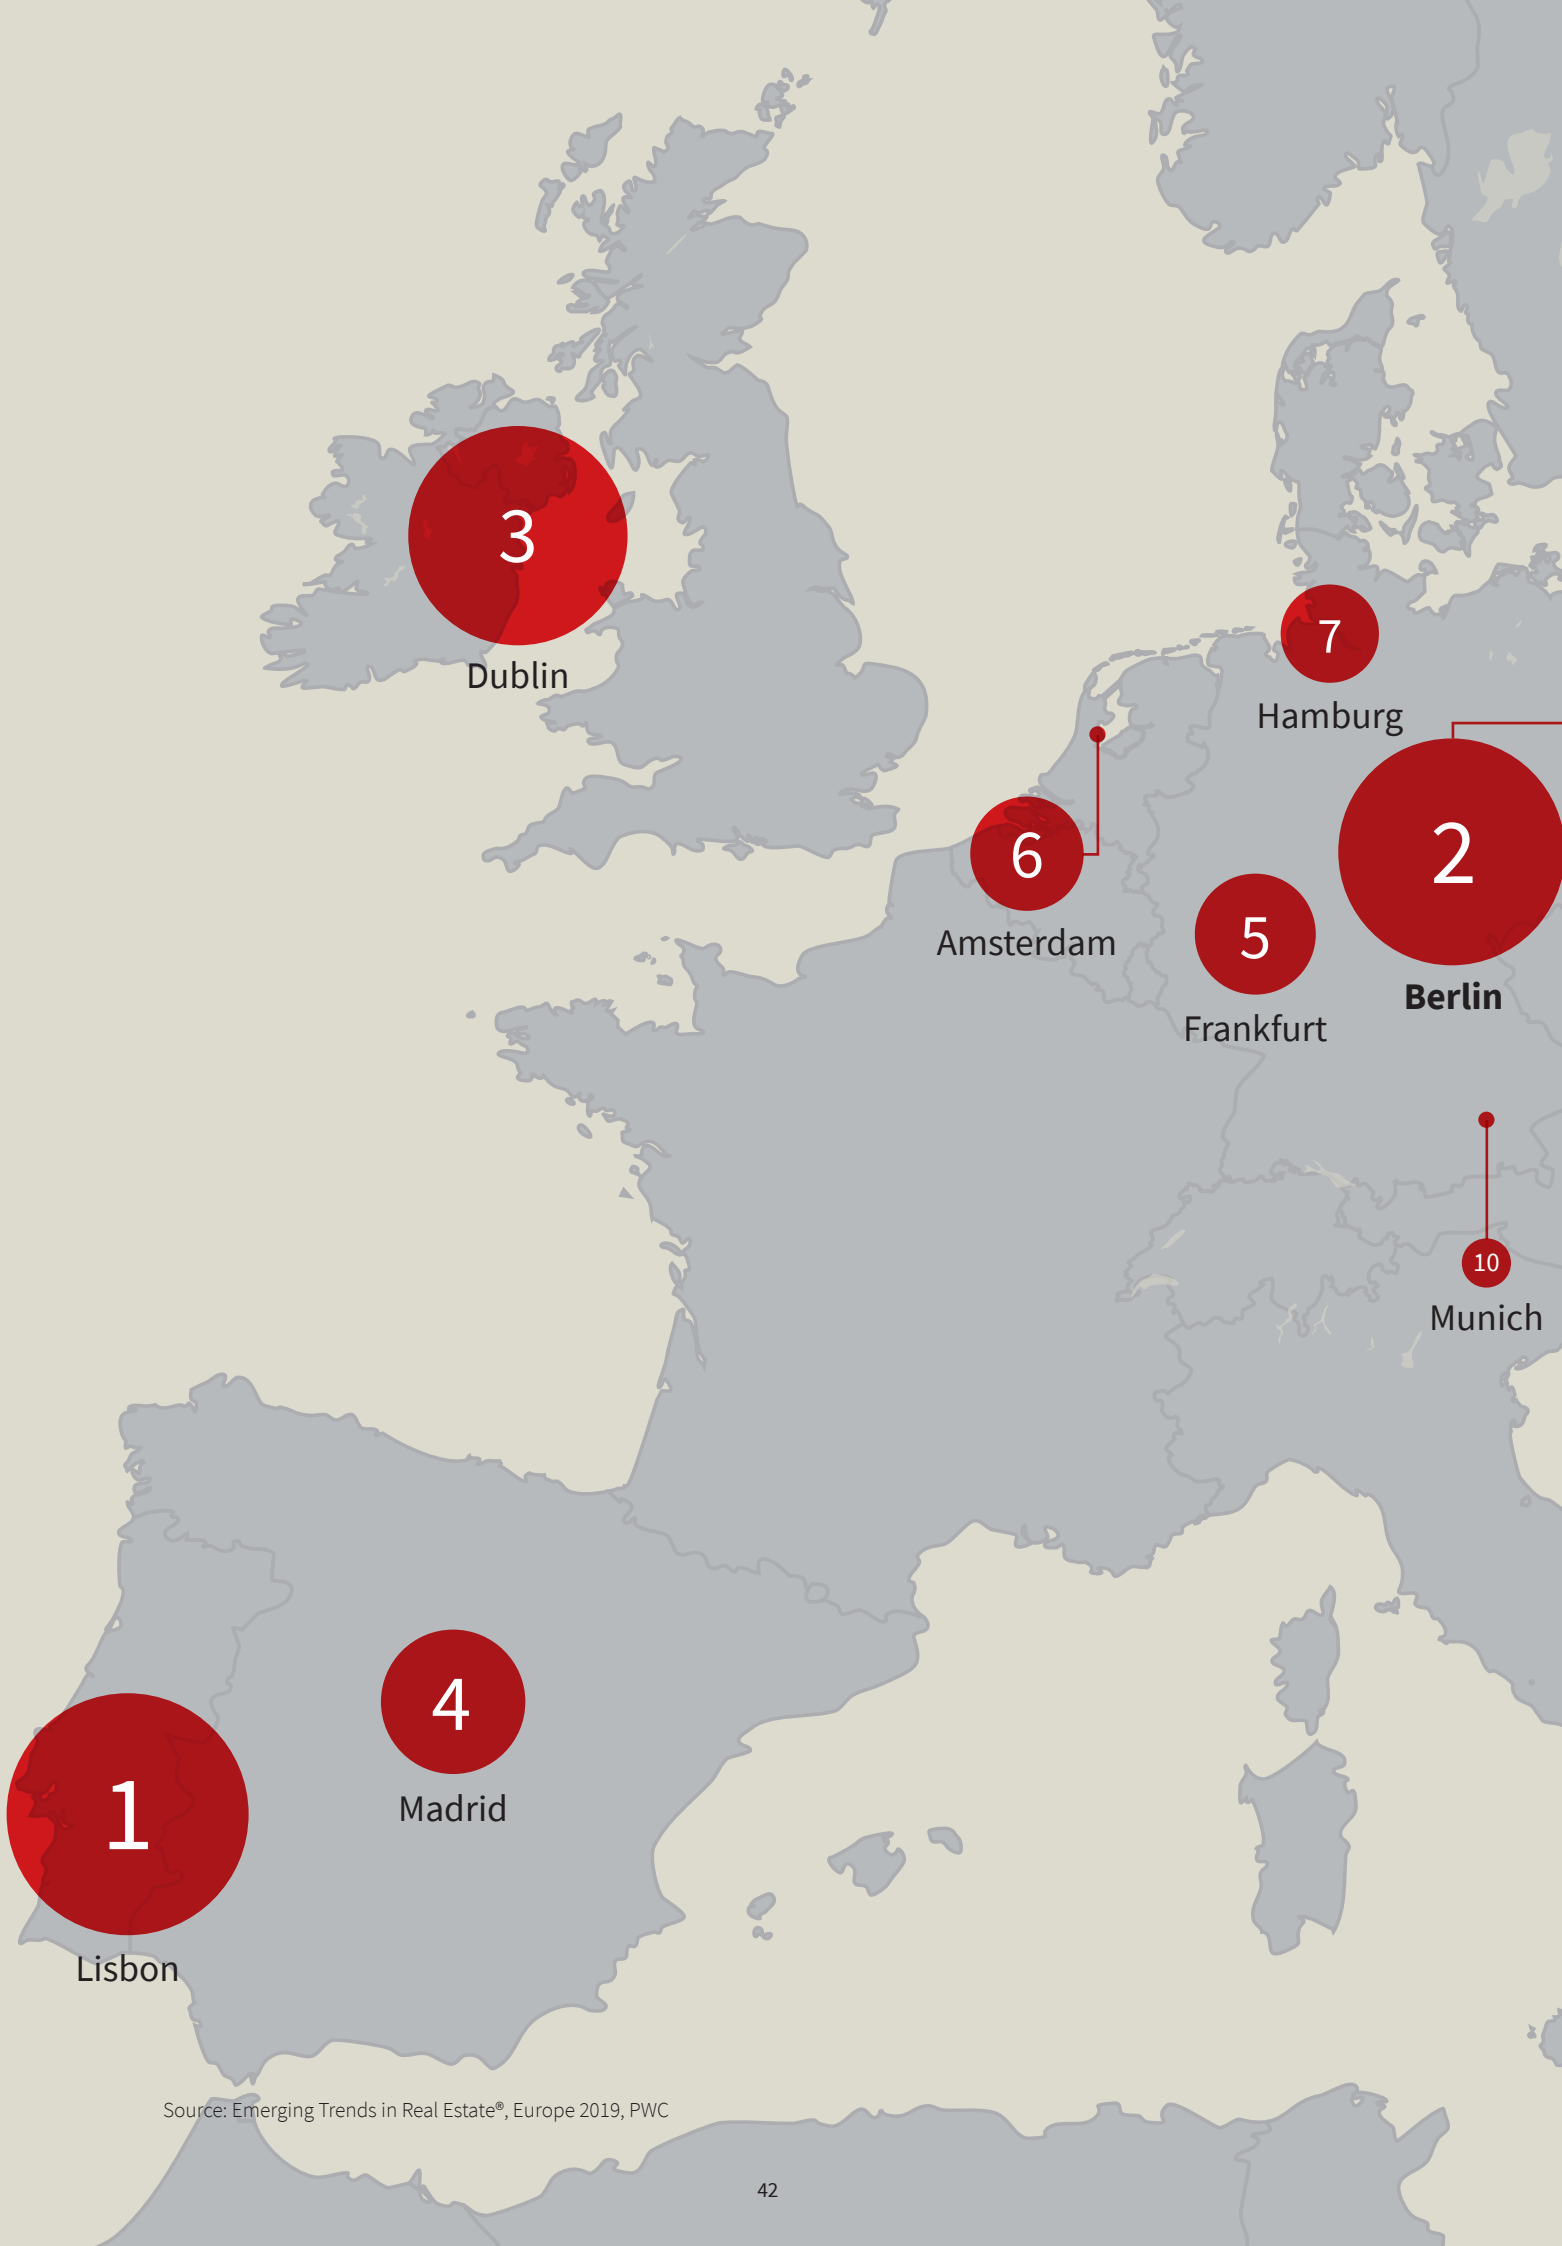 3
Dublin
7
Hamburg
2
Berlin
6
Amsterdam
5
Frankfurt
10
Munich
4
Madrid
1
Lisbon
Source: Emerging Trends in Real Estate®, Europe 2019, PWC
42